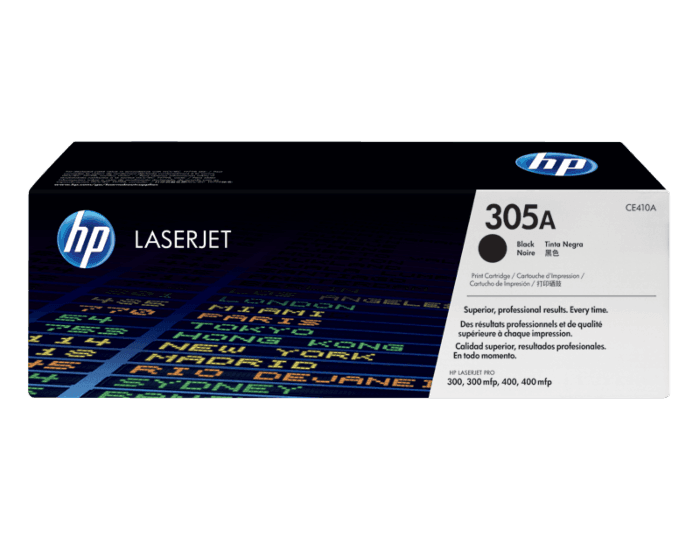 hp
hp
LASERJET
305A
CE410A
Black Tinta Negra
Noire 黑色
Print Cartridge / Cartouche d'Impression /
Cartucho de Impresión / 打印硒鼓
Superior, professional results. Every time.
Des résultats professionnels et de qualité
supérieure à chaque impression.
Calidad superior, resultados profesionales.
En todo momento.
HP LASERJET PRO
300, 300 mfp, 400, 400 mfp
LOS ANGELES
LONDON
MIAMI
PARIS
TOKYO
HONG KONG
NEW YORK
MADRID
RIO DE JANEI
SYDNEY